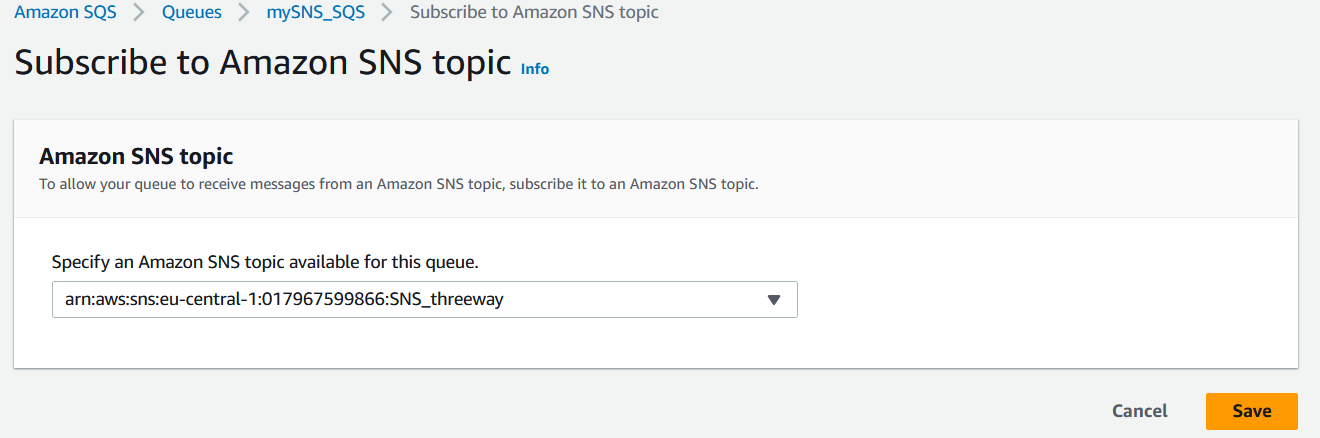 Amazon SQS > Queues > mySNS_SQS > Subscribe to Amazon SNS topic
Subscribe to Amazon SNS topic Info
Amazon SNS topic
To allow your queue to receive messages from an Amazon SNS topic, subscribe it to an Amazon SNS topic.
Specify an Amazon SNS topic available for this queue.
arn:aws:sns:eu-central-1:017967599866:SNS_threeway
Cancel Save